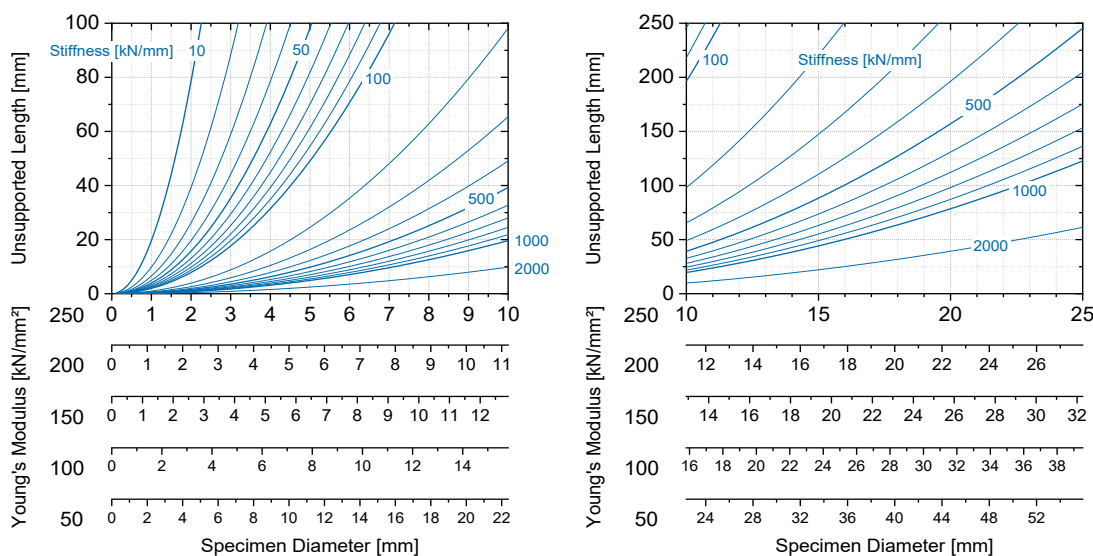 100
80
60
40
20
0
Unsupported Length [mm]
Stiffness [kN/mm]
10
50
100
500
1000
2000
0 1 2 3 4 5 6 7 8 9 10
250
200
150
100
50
Young's Modulus [kN/mm²]
0 1 2 3 4 5 6 7 8 9 10 11
0 1 2 3 4 5 6 7 8 9 10 11 12
0 2 4 6 8 10 12 14
0 2 4 6 8 10 12 14 16 18 20 22
Specimen Diameter [mm]
250
200
150
100
50
0
Unsupported Length [mm]
Stiffness [kN/mm]
100
500
1000
2000
10 15 20 25
250
200
150
100
50
Young's Modulus [kN/mm²]
12 14 16 18 20 22 24 26
14 16 18 20 22 24 26 28 30 32
16 18 20 22 24 26 28 30 32 34 36 38
24 28 32 36 40 44 48 52
Specimen Diameter [mm]